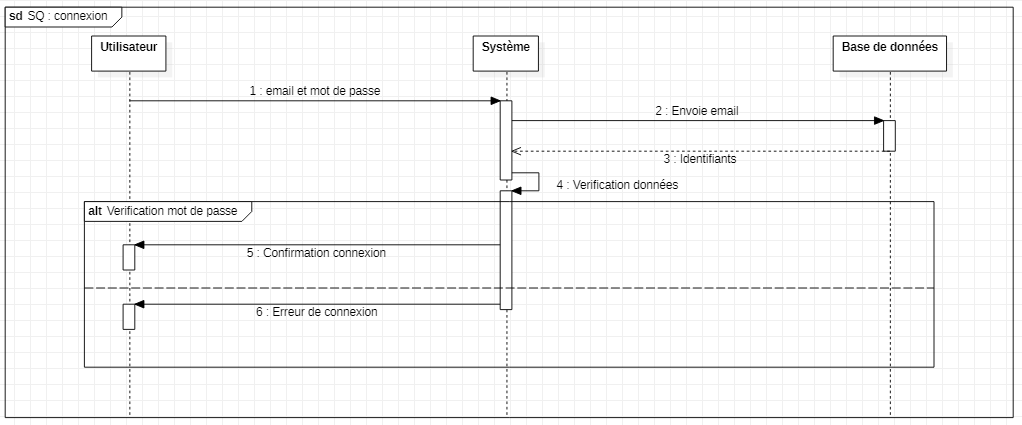 sd SQ : connexion
Utilisateur
Système
Base de données
1 : email et mot de passe
2 : Envoie email
3 : Identifiants
4 : Verification données
alt Verification mot de passe
5 : Confirmation connexion
6 : Erreur de connexion